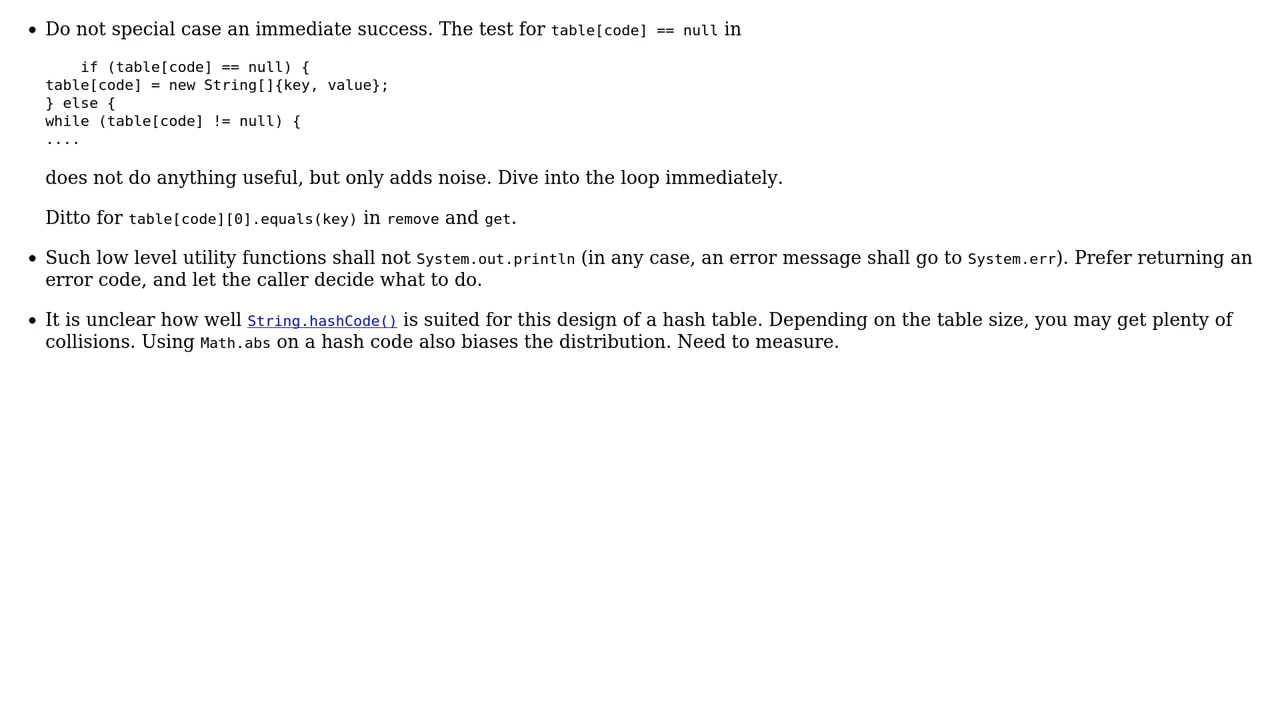 • Do not special case an immediate success. The test for table[code] == null in
    if (table[code] == null) {
table[code] = new String[]{key, value};
} else {
while (table[code] != null) {
....
does not do anything useful, but only adds noise. Dive into the loop immediately.
Ditto for table[code][0].equals(key) in remove and get.
• Such low level utility functions shall not System.out.println (in any case, an error message shall go to System.err). Prefer returning an
error code, and let the caller decide what to do.
• It is unclear how well String.hashCode() is suited for this design of a hash table. Depending on the table size, you may get plenty of
collisions. Using Math.abs on a hash code also biases the distribution. Need to measure.